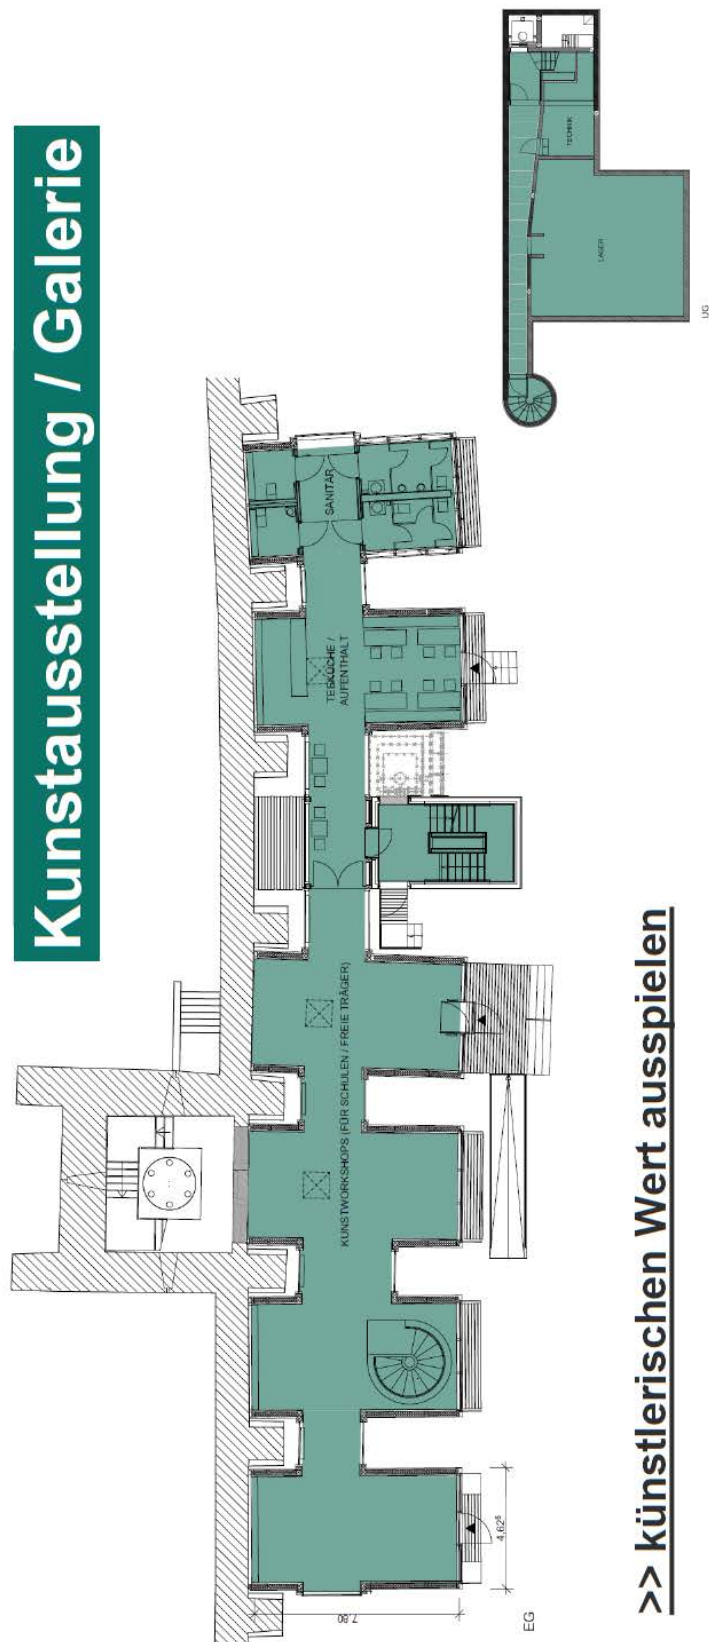 Kunstausstellung / Galerie
TECHNIK
LAGER
UG
SANITÄR
TEEKÜCHE /
AUFENTHALT
KUNSTWORKSHOPS (FÜR SCHULEN / FREIE TRÄGER)
7,80
4,62⁵
EG
>> künstlerischen Wert ausspielen